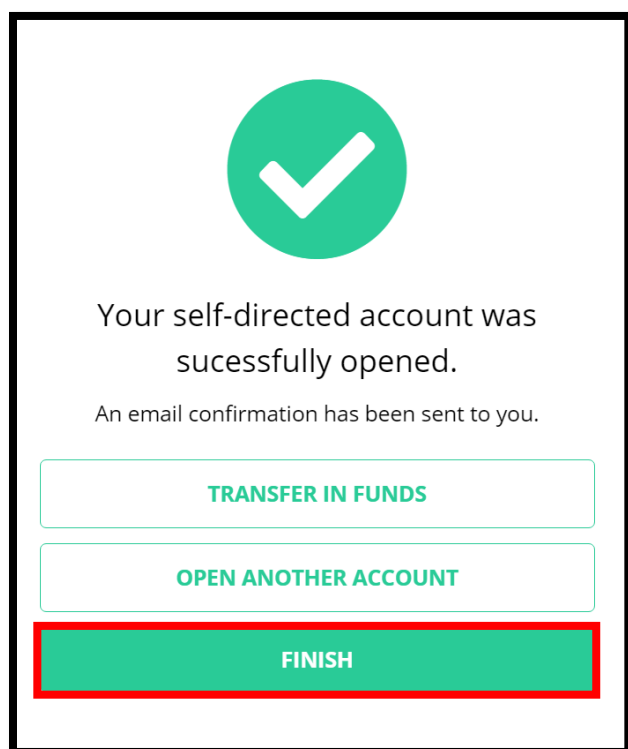 Your self-directed account was
sucessfully opened.
An email confirmation has been sent to you.
TRANSFER IN FUNDS
OPEN ANOTHER ACCOUNT
FINISH